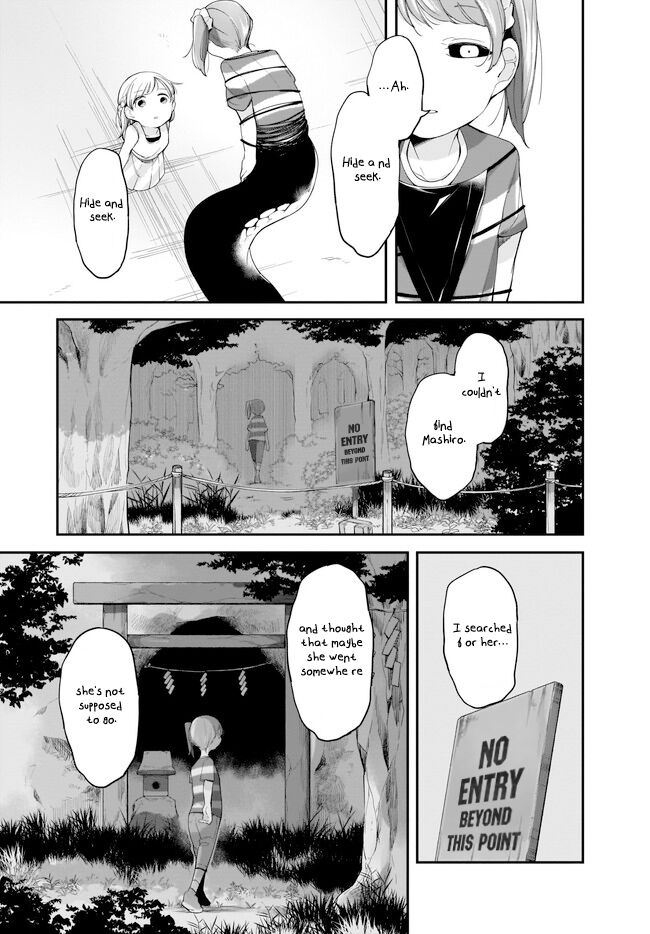 ...Ah.
Hide and
seek.
Hide and
seek.
I
couldn't
find
Mashiro.
NO
ENTRY
BEYOND
THIS POINT
I searched
for her...
NO
ENTRY
BEYOND
THIS POINT
and thought
that maybe
she went
somewhere
she's not
supposed
to go.